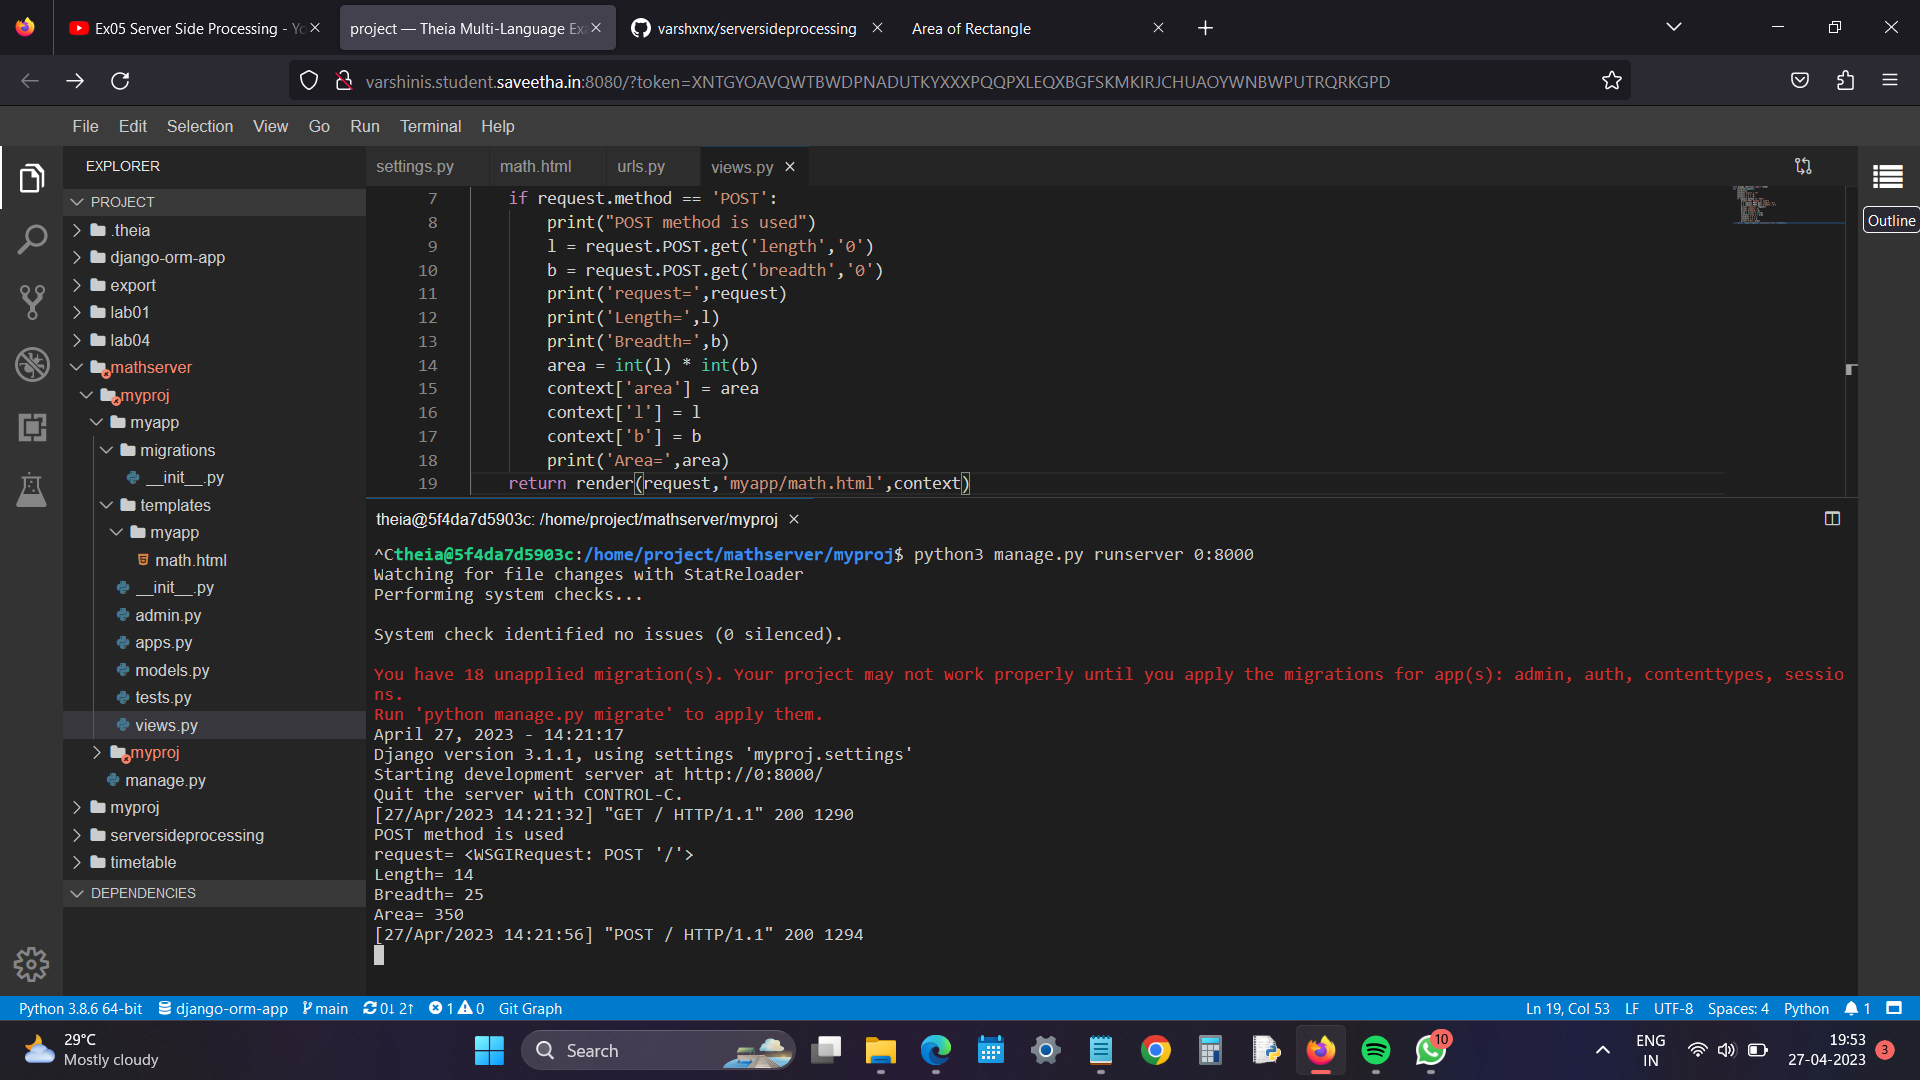 Ex05 Server Side Processing - Yo
project — Theia Multi-Language Exa
varshxnx/serversideprocessing
Area of Rectangle
varshinis.student.saveetha.in:8080/?token=XNTGYOAVQWTBWDPNADUTKYXXXPQQPXLEQXBGFSKMKIRJCHUAOYWNBWPUTRQRKGPD
File Edit Selection View Go Run Terminal Help
EXPLORER
PROJECT
.theia
django-orm-app
export
lab01
lab04
mathserver
myproj
myapp
migrations
__init__.py
templates
myapp
math.html
__init__.py
admin.py
apps.py
models.py
tests.py
views.py
myproj
manage.py
myproj
serversideprocessing
timetable
DEPENDENCIES
settings.py math.html urls.py views.py
Outline
7 if request.method == 'POST':
8 print("POST method is used")
9 l = request.POST.get('length','0')
10 b = request.POST.get('breadth','0')
11 print('request=',request)
12 print('Length=',l)
13 print('Breadth=',b)
14 area = int(l) * int(b)
15 context['area'] = area
16 context['l'] = l
17 context['b'] = b
18 print('Area=',area)
19 return render(request,'myapp/math.html',context)
theia@5f4da7d5903c: /home/project/mathserver/myproj
^Ctheia@5f4da7d5903c:/home/project/mathserver/myproj$ python3 manage.py runserver 0:8000
Watching for file changes with StatReloader
Performing system checks...
System check identified no issues (0 silenced).
You have 18 unapplied migration(s). Your project may not work properly until you apply the migrations for app(s): admin, auth, contenttypes, sessio
ns.
Run 'python manage.py migrate' to apply them.
April 27, 2023 - 14:21:17
Django version 3.1.1, using settings 'myproj.settings'
Starting development server at http://0:8000/
Quit the server with CONTROL-C.
[27/Apr/2023 14:21:32] "GET / HTTP/1.1" 200 1290
POST method is used
request= <WSGIRequest: POST '/'>
Length= 14
Breadth= 25
Area= 350
[27/Apr/2023 14:21:56] "POST / HTTP/1.1" 200 1294
Python 3.8.6 64-bit django-orm-app main 0↓ 2↑ 1 0 Git Graph
Ln 19, Col 53 LF UTF-8 Spaces: 4 Python 1
29°C
Mostly cloudy
Search
10
ENG
IN
19:53
27-04-2023
3